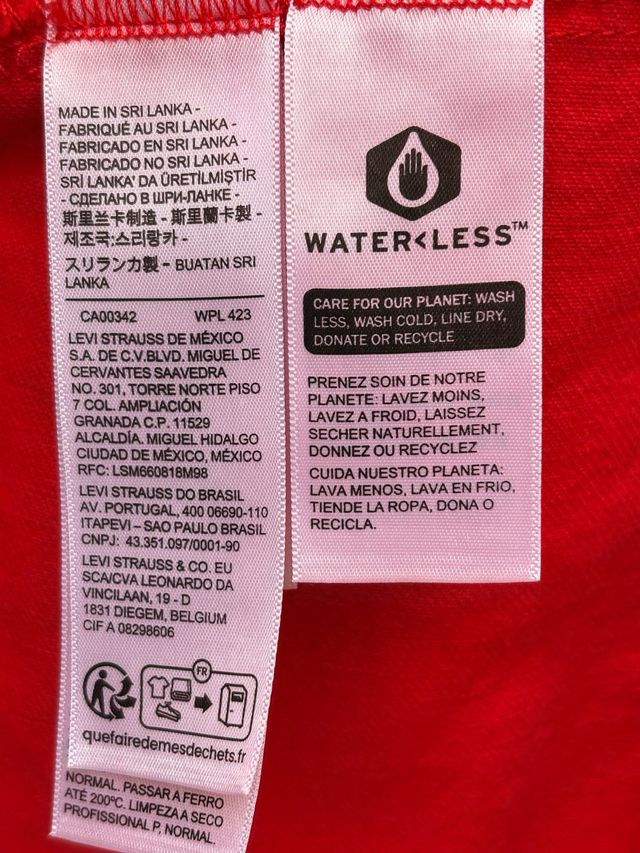 MADE IN SRI LANKA -
FABRIQUÉ AU SRI LANKA -
FABRICADO EN SRI LANKA -
FABRICADO NO SRI LANKA -
SRİ LANKA' DA ÜRETİLMİŞTİR
- СДЕЛАНО В ШРИ-ЛАНКЕ -
斯里兰卡制造 - 斯里蘭卡製 -
제조국:스리랑카 -
スリランカ製 - BUATAN SRI
LANKA
CA00342 WPL 423
LEVI STRAUSS DE MÉXICO
S.A. DE C.V.BLVD. MIGUEL DE
CERVANTES SAAVEDRA
NO. 301, TORRE NORTE PISO
7 COL. AMPLIACIÓN
GRANADA C.P. 11529
ALCALDÍA. MIGUEL HIDALGO
CIUDAD DE MÉXICO, MÉXICO
RFC: LSM660818M98
LEVI STRAUSS DO BRASIL
AV. PORTUGAL, 400 06690-110
ITAPEVI – SAO PAULO BRASIL
CNPJ: 43.351.097/0001-90
LEVI STRAUSS & CO. EU
SCA/CVA LEONARDO DA
VINCILAAN, 19 - D
1831 DIEGEM, BELGIUM
CIF A 08298606
FR
quefairedemesdechets.fr
NORMAL. PASSAR A FERRO
ATÉ 200ºC. LIMPEZA A SECO
PROFISSIONAL P, NORMAL.
WATER<LESS™
CARE FOR OUR PLANET: WASH
LESS, WASH COLD, LINE DRY,
DONATE OR RECYCLE
PRENEZ SOIN DE NOTRE
PLANETE: LAVEZ MOINS,
LAVEZ A FROID, LAISSEZ
SECHER NATURELLEMENT,
DONNEZ OU RECYCLEZ
CUIDA NUESTRO PLANETA:
LAVA MENOS, LAVA EN FRIO,
TIENDE LA ROPA, DONA O
RECICLA.